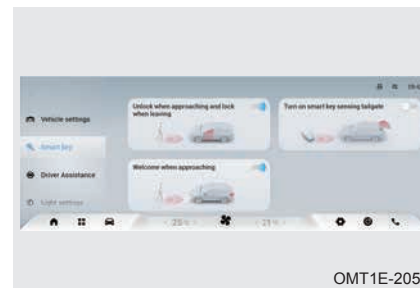 Unlock when approaching and lock
when leaving
Turn on smart key sensing tailgate
Vehicle settings
Smart key
Welcome when approaching
Driver Assistance
Light settings
OMT1E-205